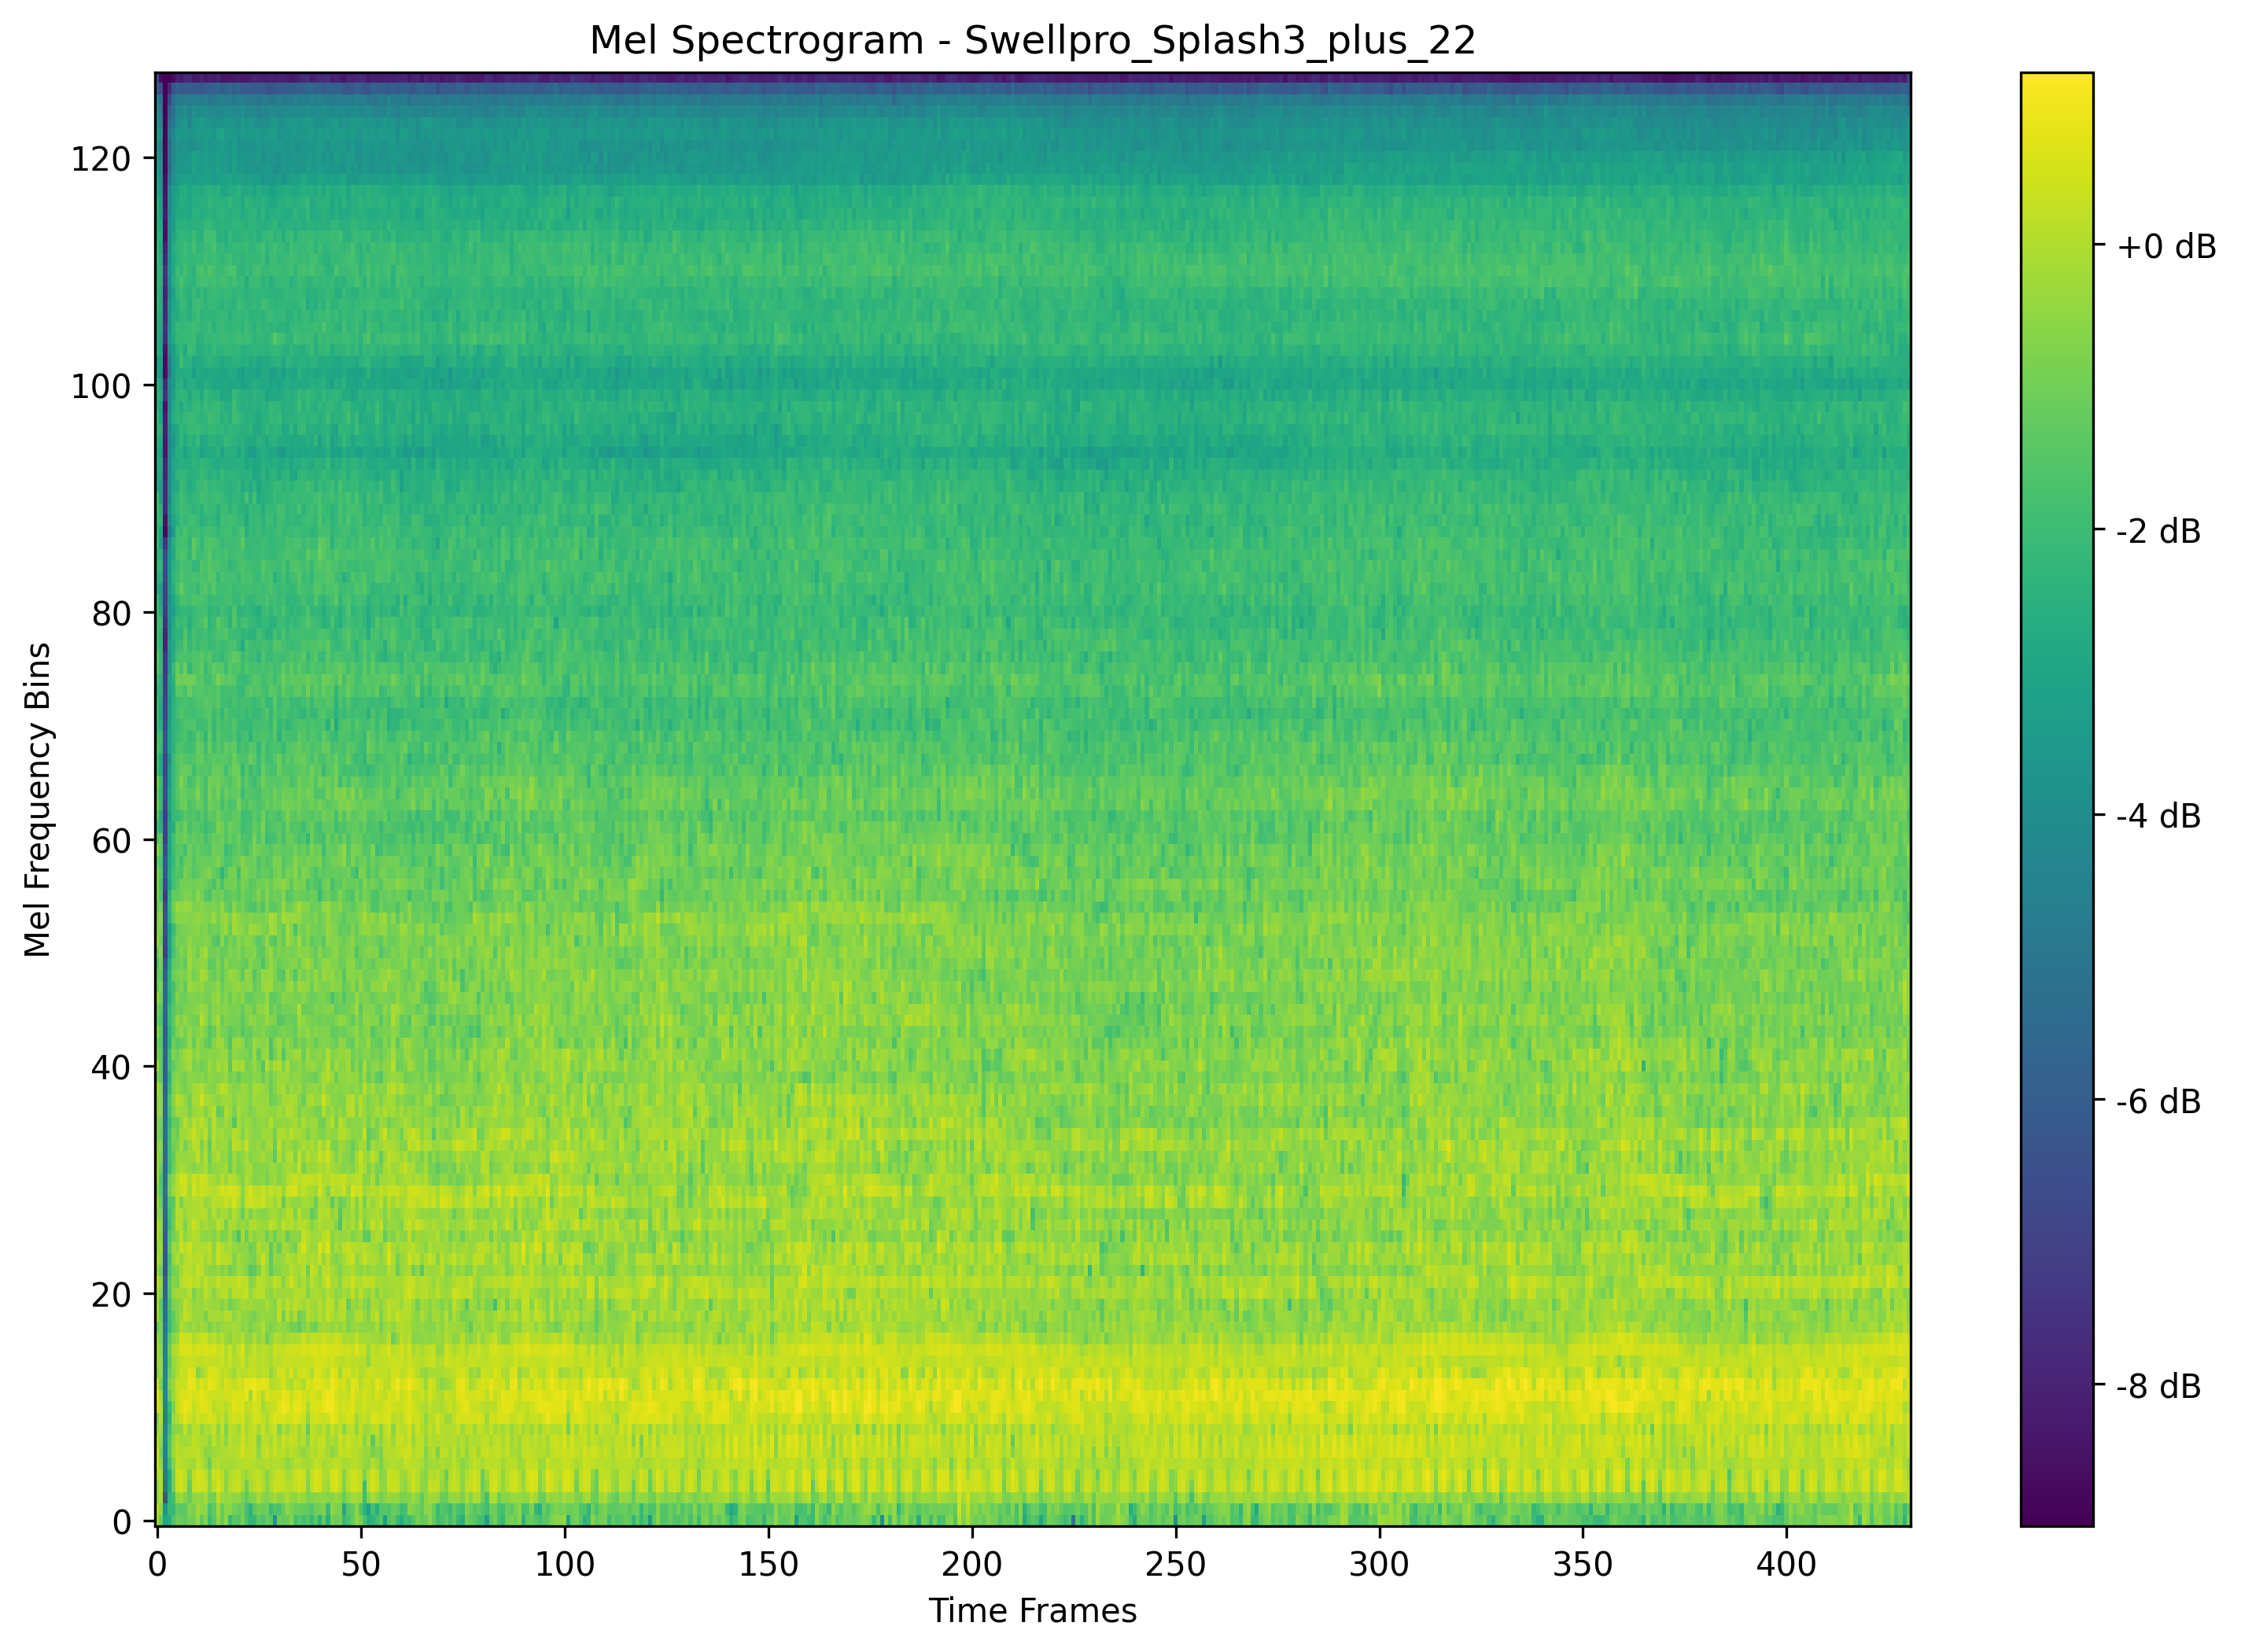 Mel Spectrogram - Swellpro_Splash3_plus_22
Mel Frequency Bins
120
100
80
60
40
20
0
0 50 100 150 200 250 300 350 400
Time Frames
+0 dB
-2 dB
-4 dB
-6 dB
-8 dB